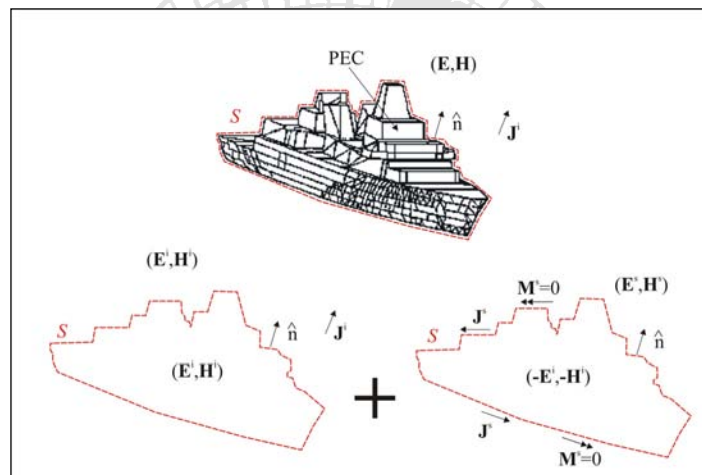 PEC
(E,H)
S
n̂
Jⁱ
(Eⁱ,Hⁱ)
S
(Eⁱ,Hⁱ)
n̂
Jⁱ
+
Mˢ=0
(Eˢ,Hˢ)
Jˢ
S
n̂
(-Eⁱ,-Hⁱ)
Jˢ
Mˢ=0